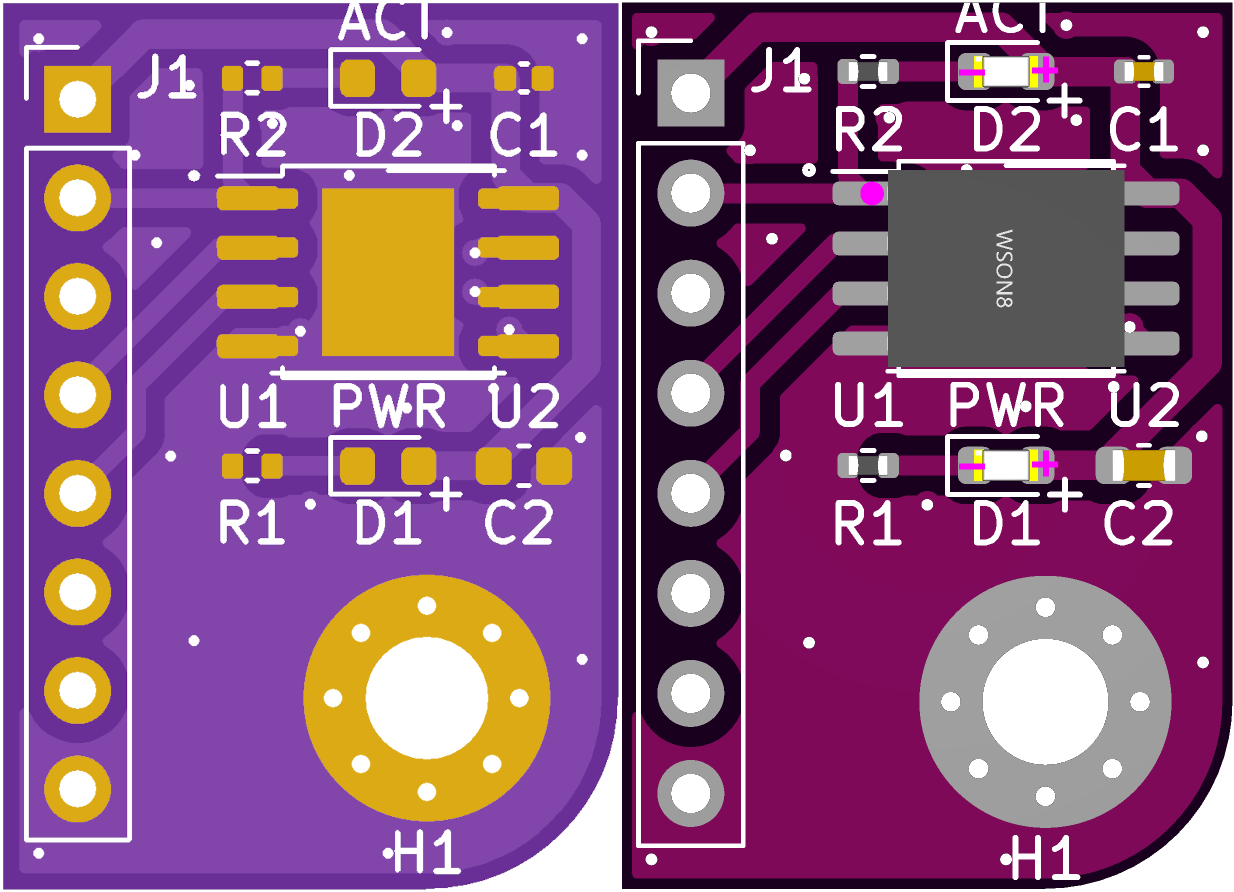 ACT
J1
R2 D2 C1
+
U1 PWR U2
+
R1 D1 C2
H1
ACT
J1
+
R2 D2 C1
WSON8
U1 PWR U2
+
R1 D1 C2
H1